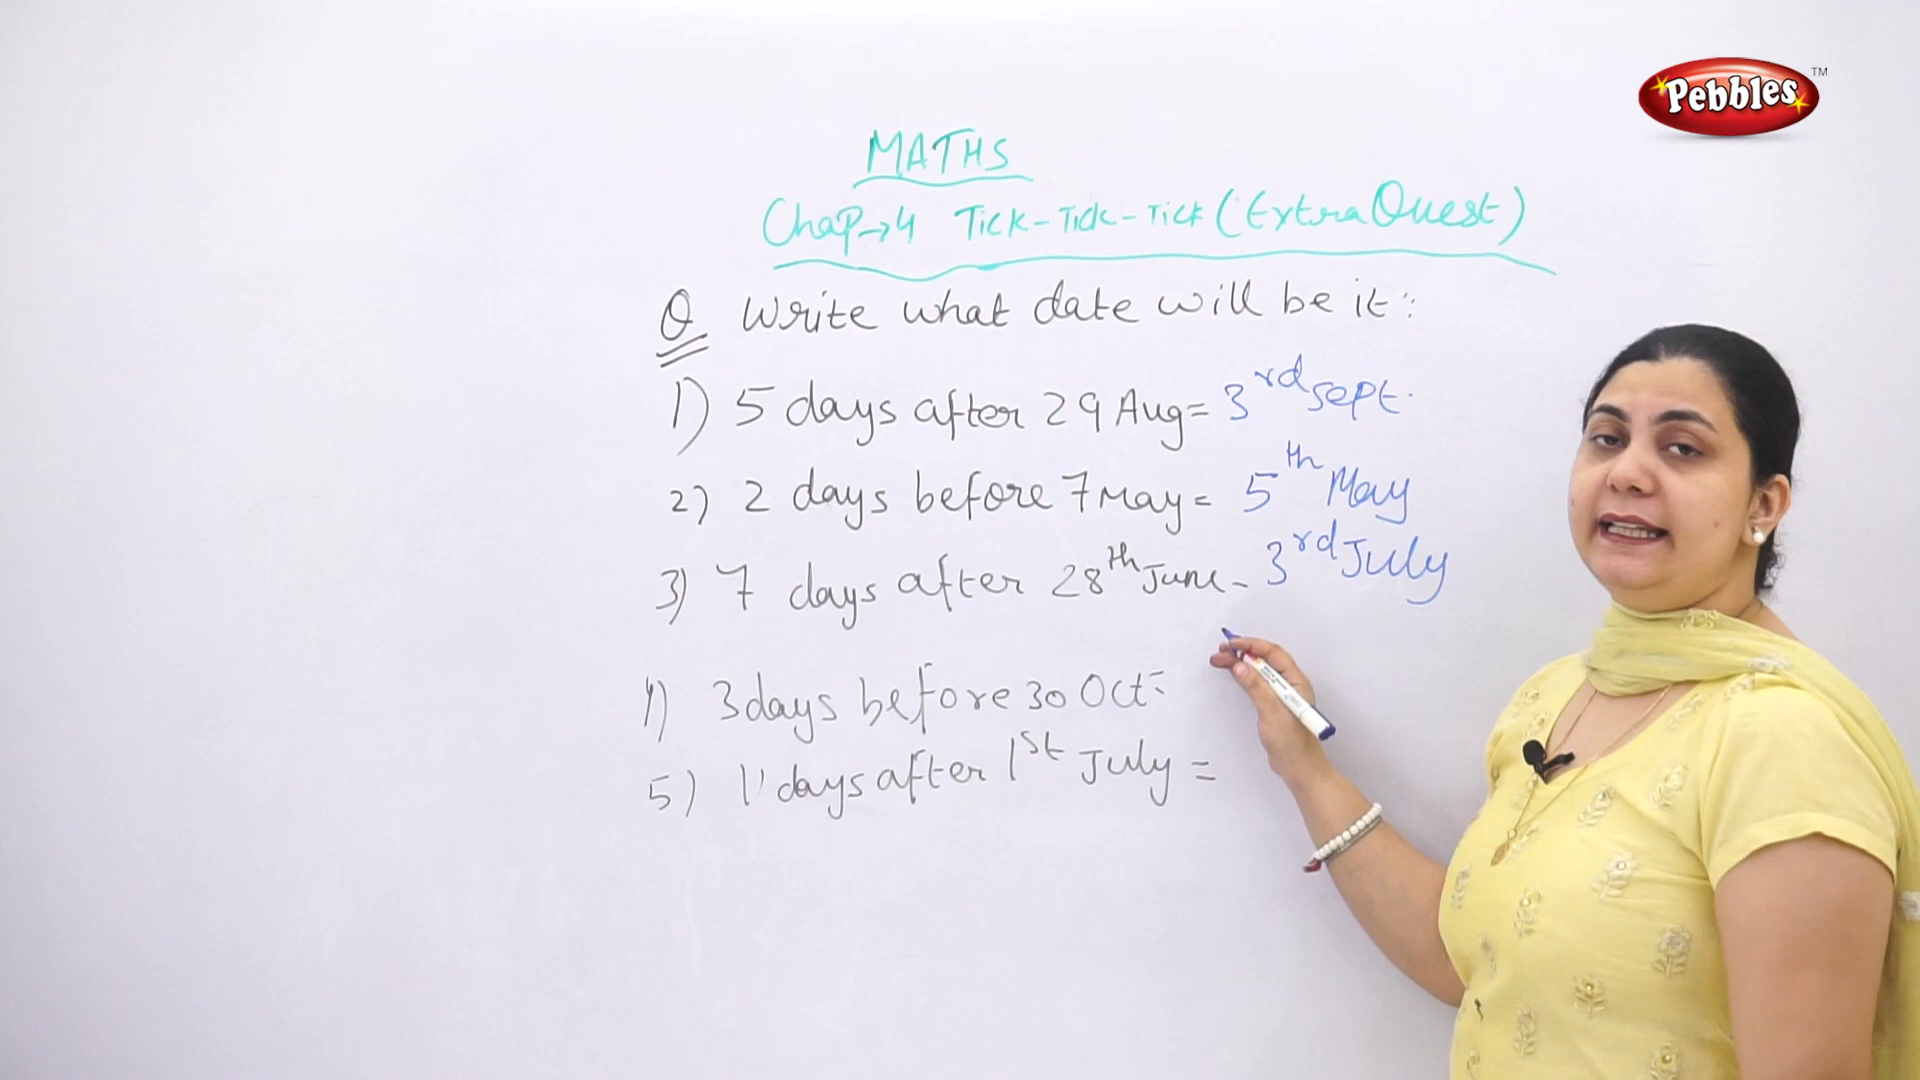 Pebbles TM
MATHS
Chap→4 Tick-Tick-Tick (Extra Quest)
Q Write what date will be it:
1) 5 days after 29 Aug= 3rd Sept.
2) 2 days before 7 May= 5th May
3) 7 days after 28th June- 3rd July
4) 3 days before 30 Oct=
5) 11 days after 1st July =